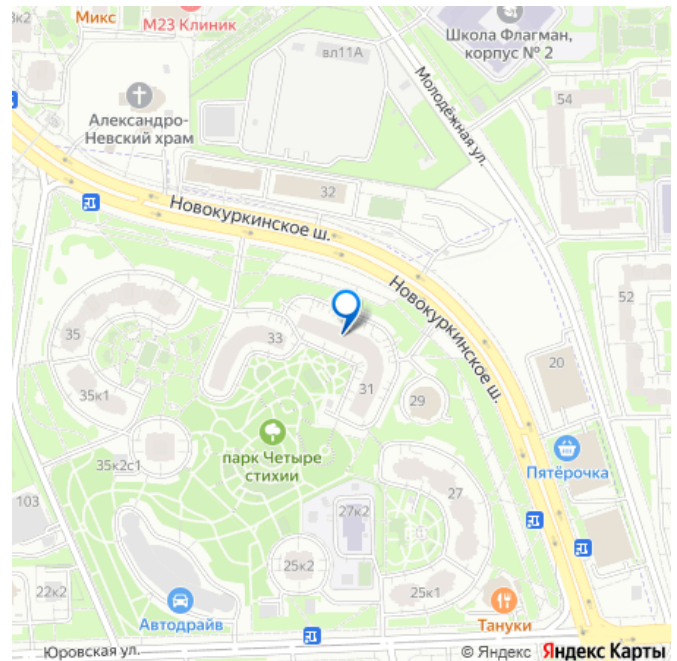 13к2
Микс
М23 Клиник
вл11А
Школа Флагман,
корпус № 2
Молодёжная ул.
54
Александро-
Невский храм
32
Новокуркинское ш.
Новокуркинское ш.
52
35
33
20
31
29
35к1
парк Четыре
стихии
Пятёрочка
35к2с1
27
103
27к2
25к2
22к2
25к1
Автодрайв
Тануки
Юровская ул.
© Яндекс Яндекс Карты